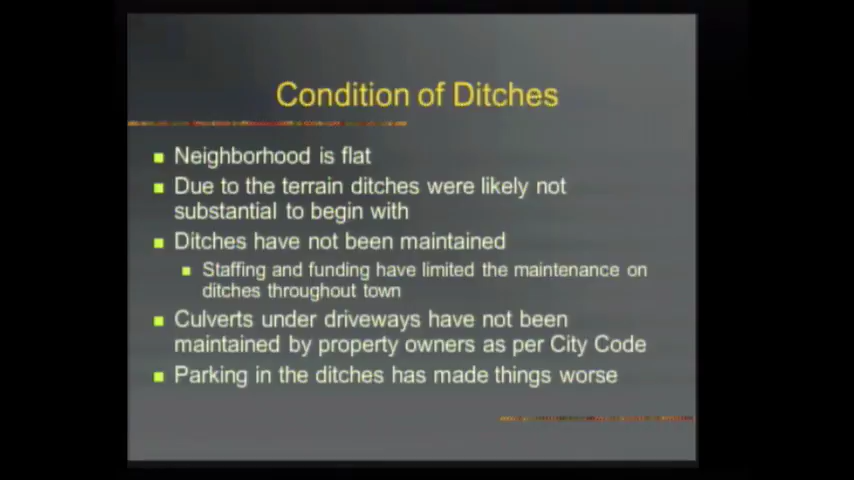 Condition of Ditches
Neighborhood is flat
Due to the terrain ditches were likely not
substantial to begin with
Ditches have not been maintained
Staffing and funding have limited the maintenance on
ditches throughout town
Culverts under driveways have not been
maintained by property owners as per City Code
Parking in the ditches has made things worse